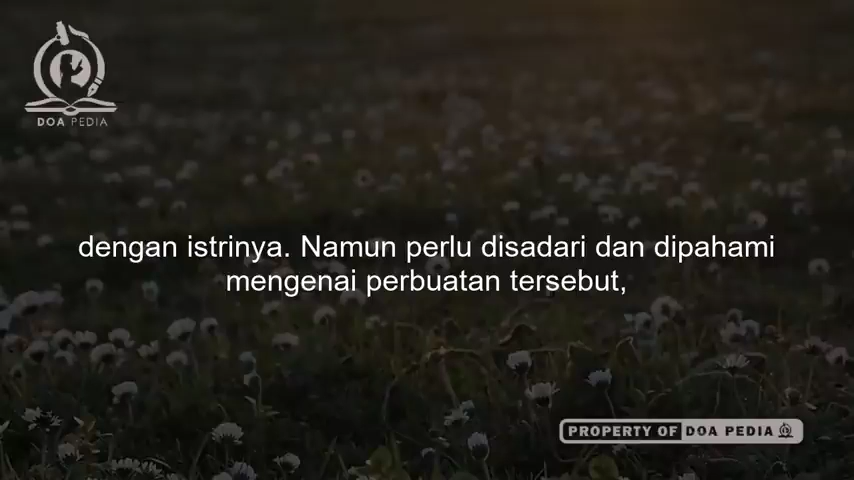 DOA PEDIA
dengan istrinya. Namun perlu disadari dan dipahami
mengenai perbuatan tersebut,
PROPERTY OF DOA PEDIA